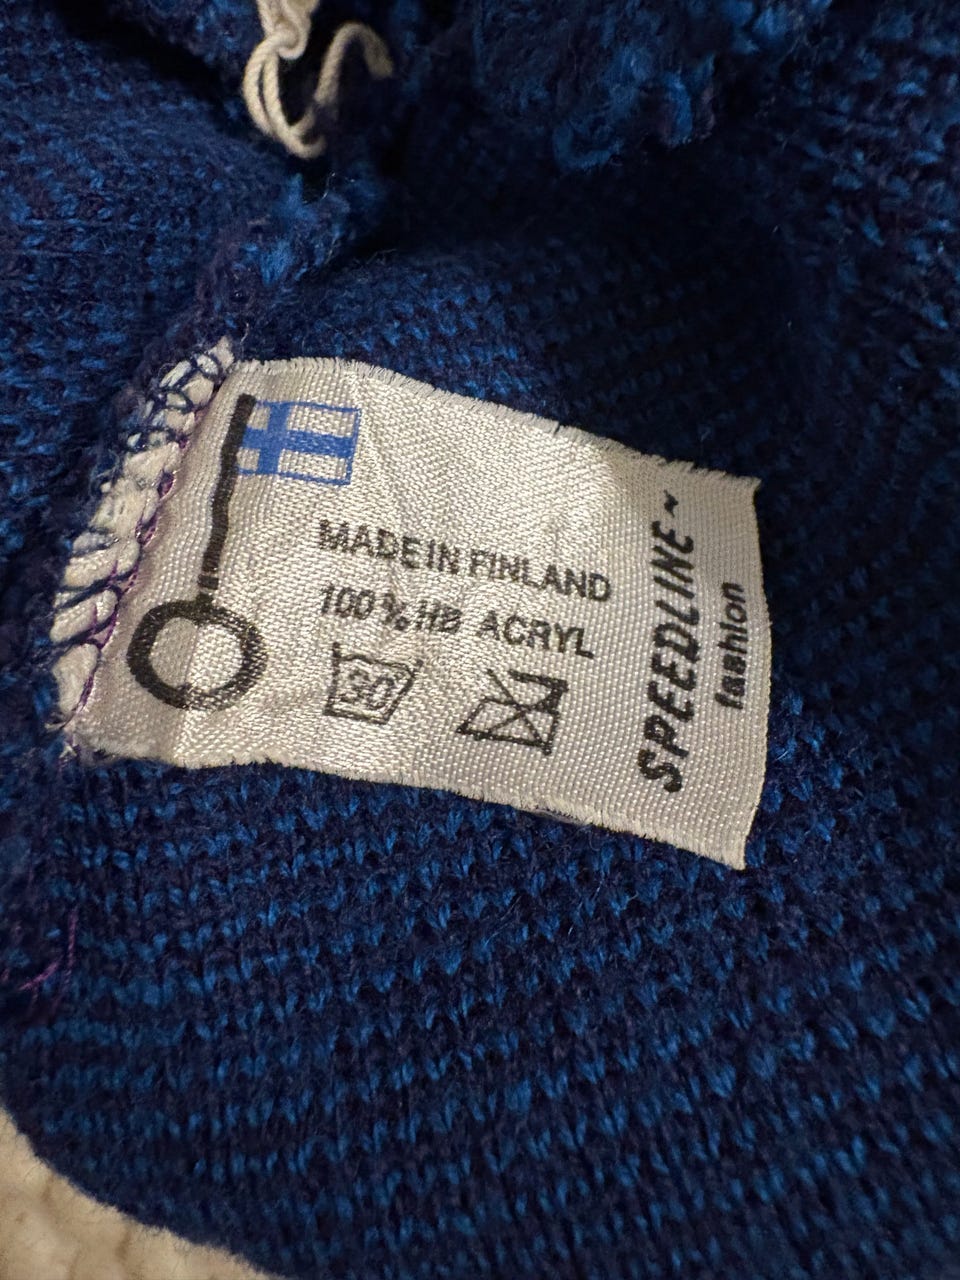 MADE IN FINLAND
100% HB ACRYL
30
SPEEDLINE~
fashion